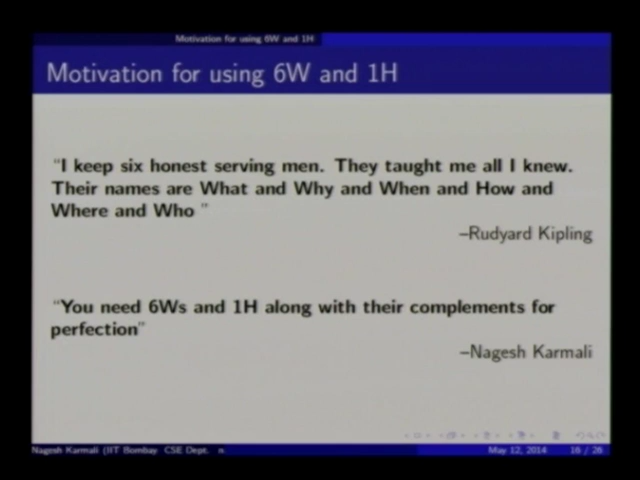 Motivation for using 6W and 1H
Motivation for using 6W and 1H
"I keep six honest serving men. They taught me all I knew.
Their names are What and Why and When and How and
Where and Who "
–Rudyard Kipling
"You need 6Ws and 1H along with their complements for
perfection"
–Nagesh Karmali
Nagesh Karmali (IIT Bombay CSE Dept.
May 12, 2014
16 / 26